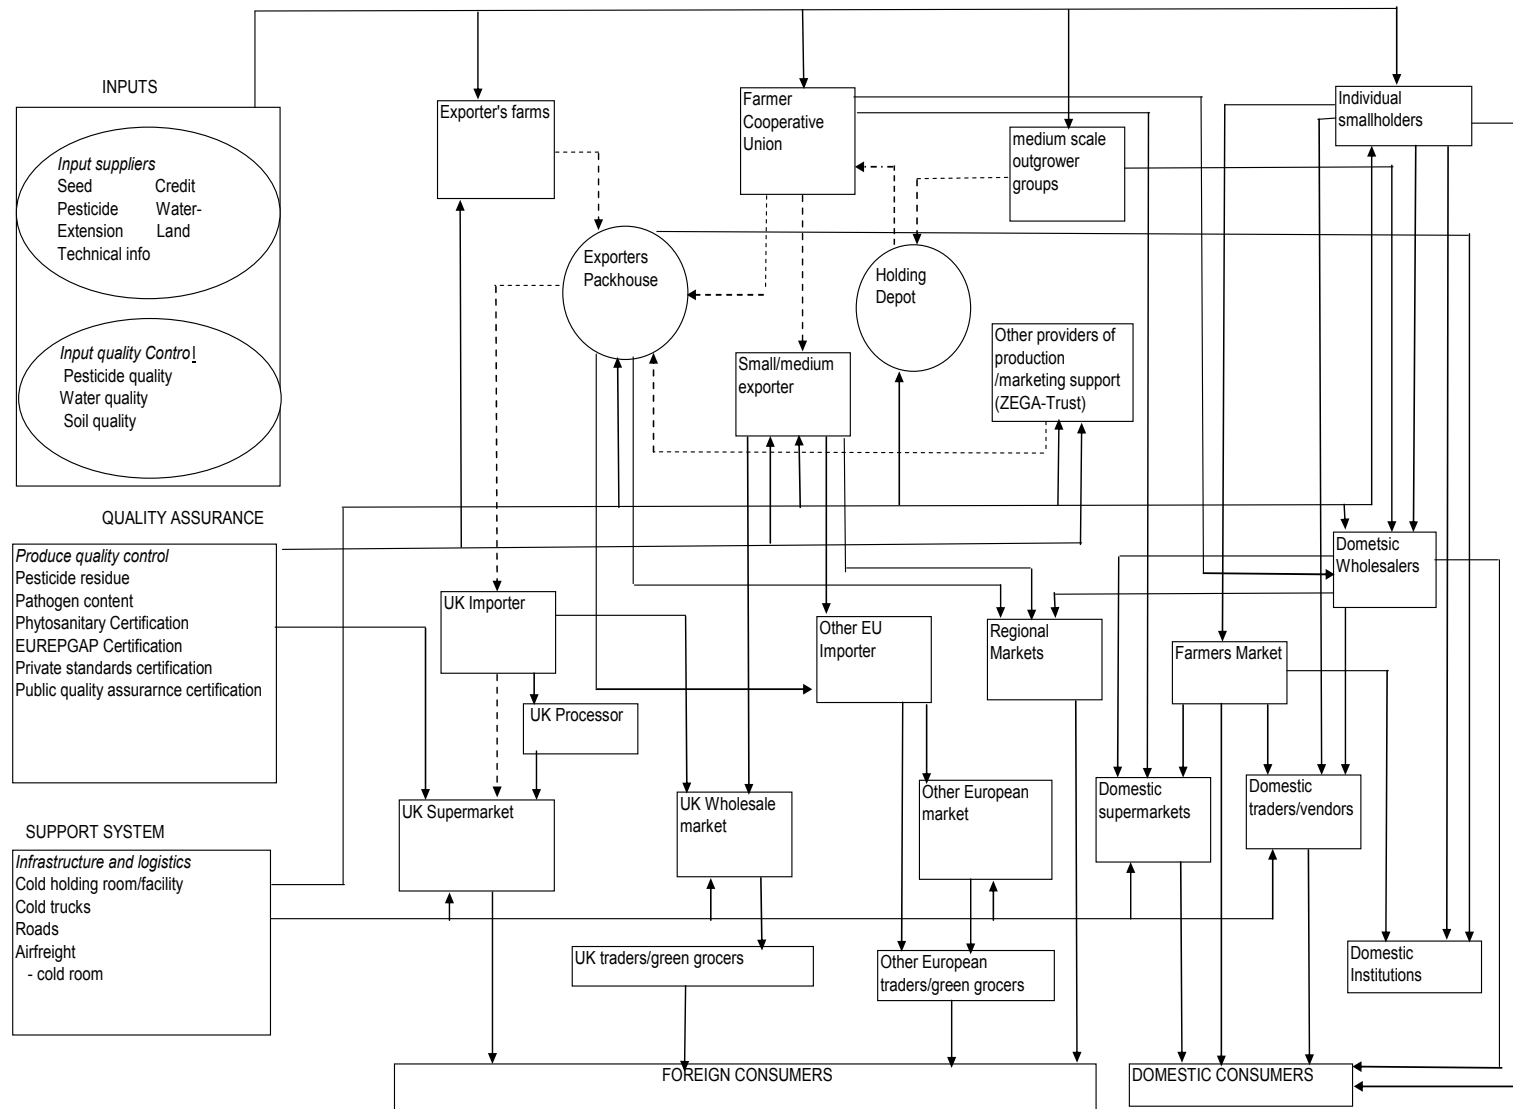 INPUTS
Input suppliers
Seed Credit
Pesticide Water-
Extension Land
Technical info
Input quality Control
Pesticide quality
Water quality
Soil quality
QUALITY ASSURANCE
Produce quality control
Pesticide residue
Pathogen content
Phytosanitary Certification
EUREPGAP Certification
Private standards certification
Public quality assurarnce certification
SUPPORT SYSTEM
Infrastructure and logistics
Cold holding room/facility
Cold trucks
Roads
Airfreight
- cold room
Exporter's farms
Farmer
Cooperative
Union
medium scale
outgrower
groups
Individual
smallholders
Exporters
Packhouse
Holding
Depot
Small/medium
exporter
Other providers of
production
/marketing support
(ZEGA-Trust)
Dometsic
Wholesalers
UK Importer
Other EU
Importer
Regional
Markets
Farmers Market
UK Processor
UK Supermarket
UK Wholesale
market
Other European
market
Domestic
supermarkets
Domestic
traders/vendors
UK traders/green grocers
Other European
traders/green grocers
Domestic
Institutions
FOREIGN CONSUMERS
DOMESTIC CONSUMERS